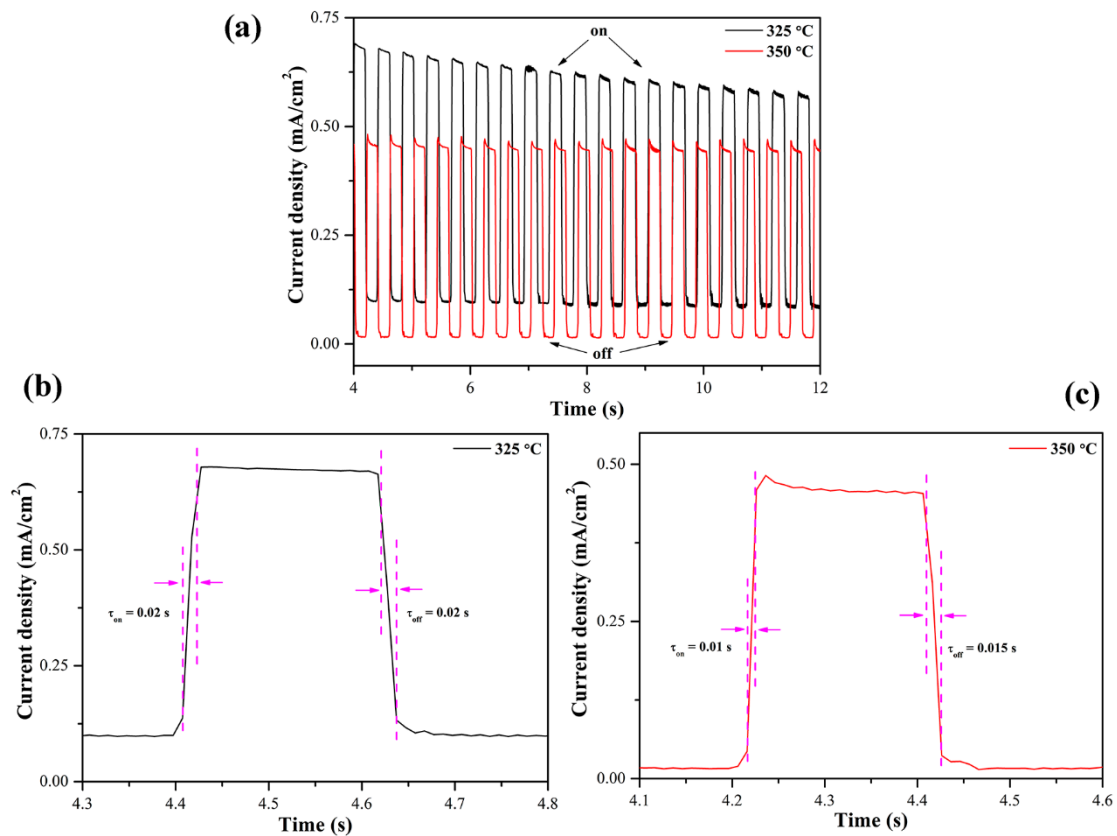 (a)
0.75
0.50
0.25
0.00
Current density (mA/cm²)
on
off
325 °C
350 °C
4 6 8 10 12
Time (s)
(b)
0.75
0.50
0.25
0.00
Current density (mA/cm²)
325 °C
τon = 0.02 s
τoff = 0.02 s
4.3 4.4 4.5 4.6 4.7 4.8
Time (s)
(c)
0.50
0.25
0.00
Current density (mA/cm²)
350 °C
τon = 0.01 s
τoff = 0.015 s
4.1 4.2 4.3 4.4 4.5 4.6
Time (s)